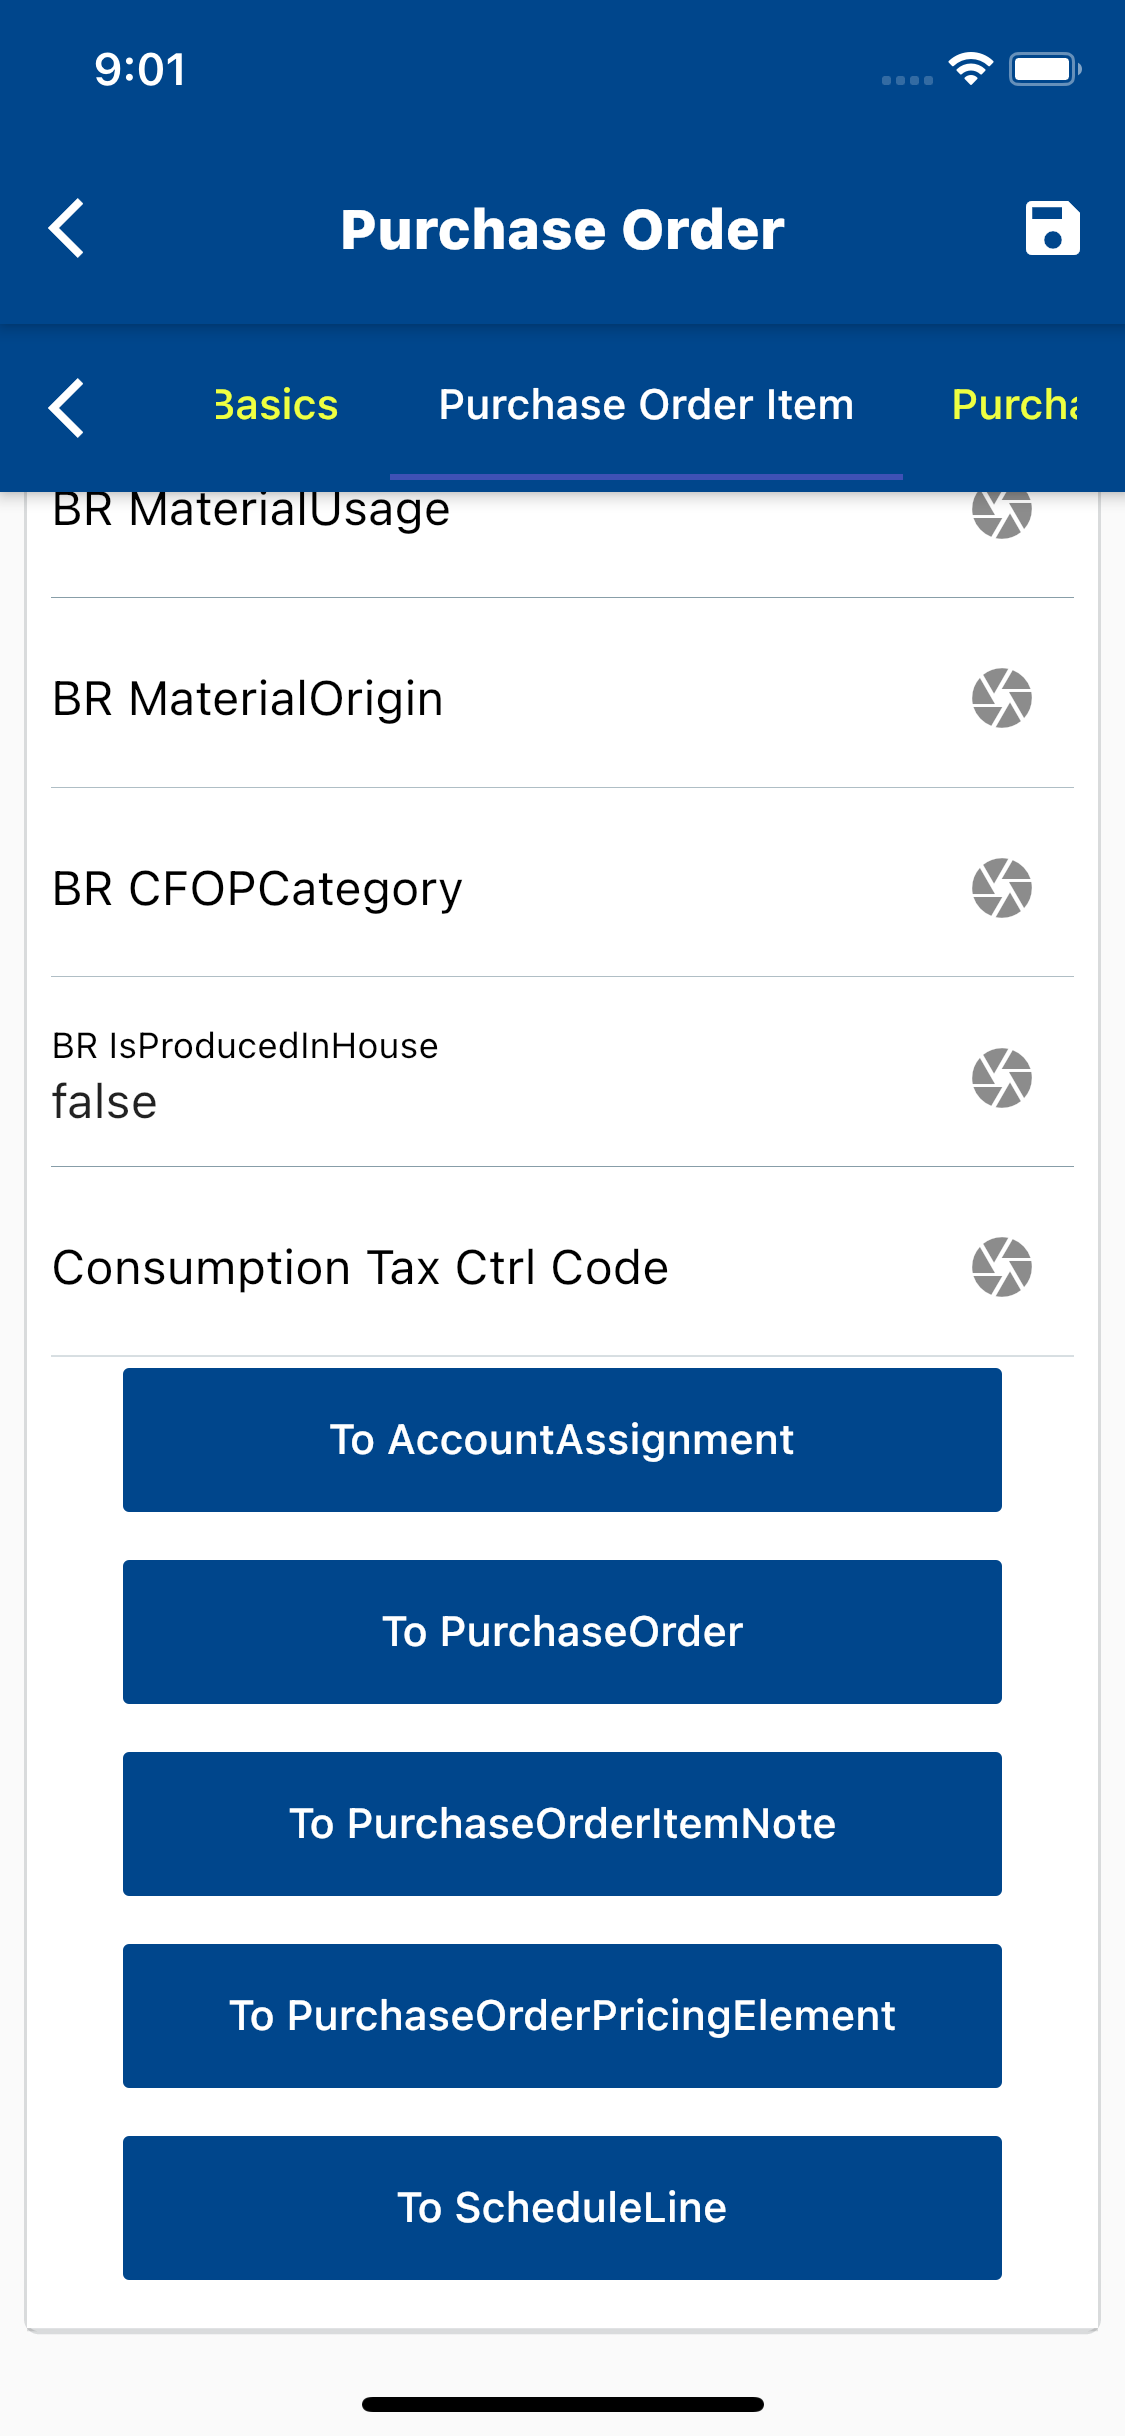 9:01
Purchase Order
Basics
Purchase Order Item
BR MaterialUsage
BR MaterialOrigin
BR CFOPCategory
BR IsProducedInHouse
false
Consumption Tax Ctrl Code
To AccountAssignment
To PurchaseOrder
To PurchaseOrderItemNote
To PurchaseOrderPricingElement
To ScheduleLine